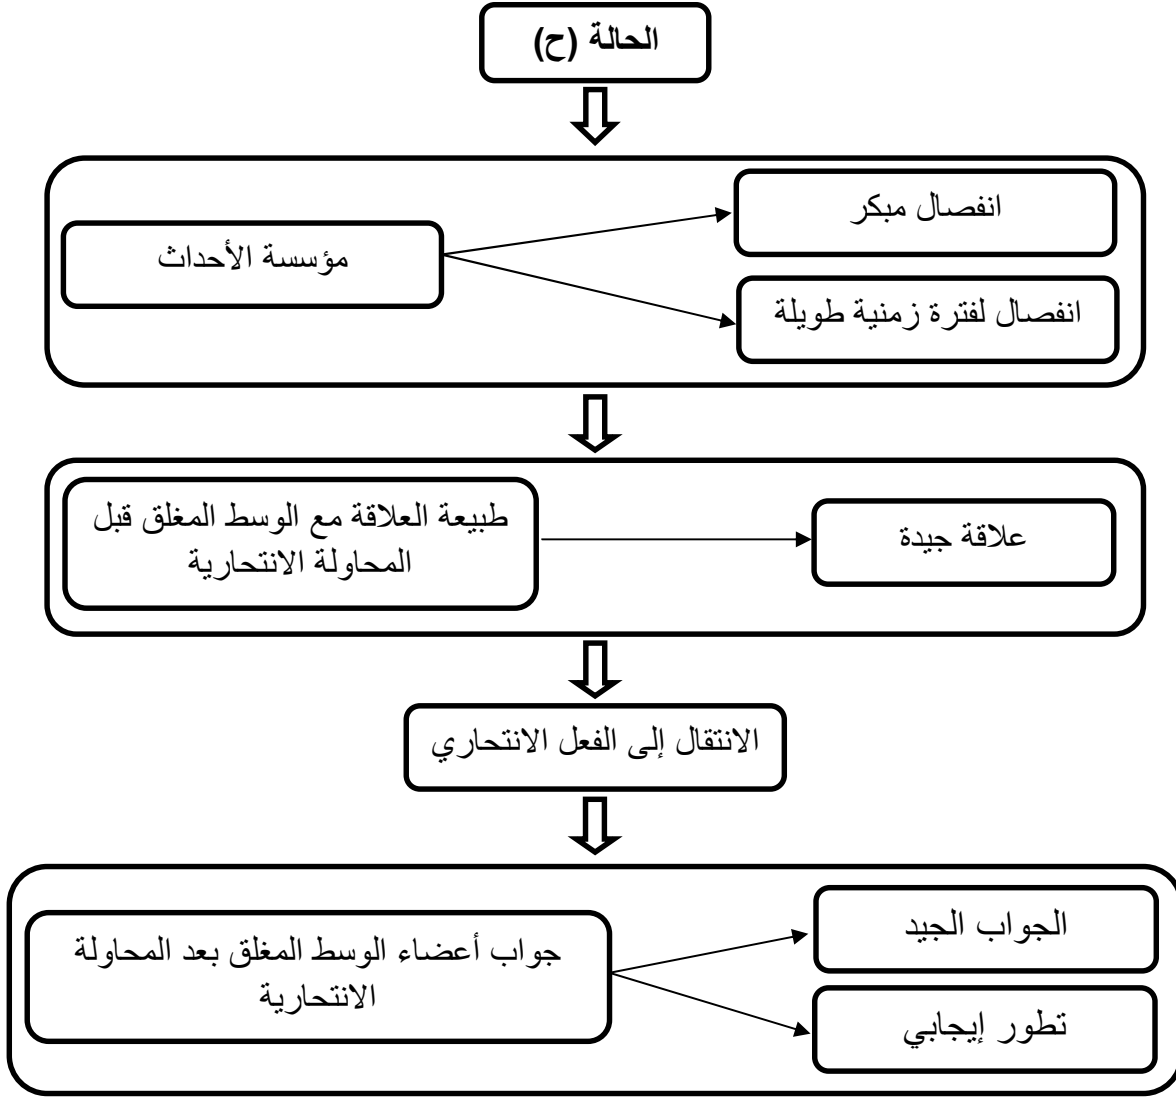 الحالة (ح)
مؤسسة الأحداث
انفصال مبكر
انفصال لفترة زمنية طويلة
طبيعة العلاقة مع الوسط المغلق قبل
المحاولة الانتحارية
علاقة جيدة
الانتقال إلى الفعل الانتحاري
جواب أعضاء الوسط المغلق بعد المحاولة
الانتحارية
الجواب الجيد
تطور إيجابي